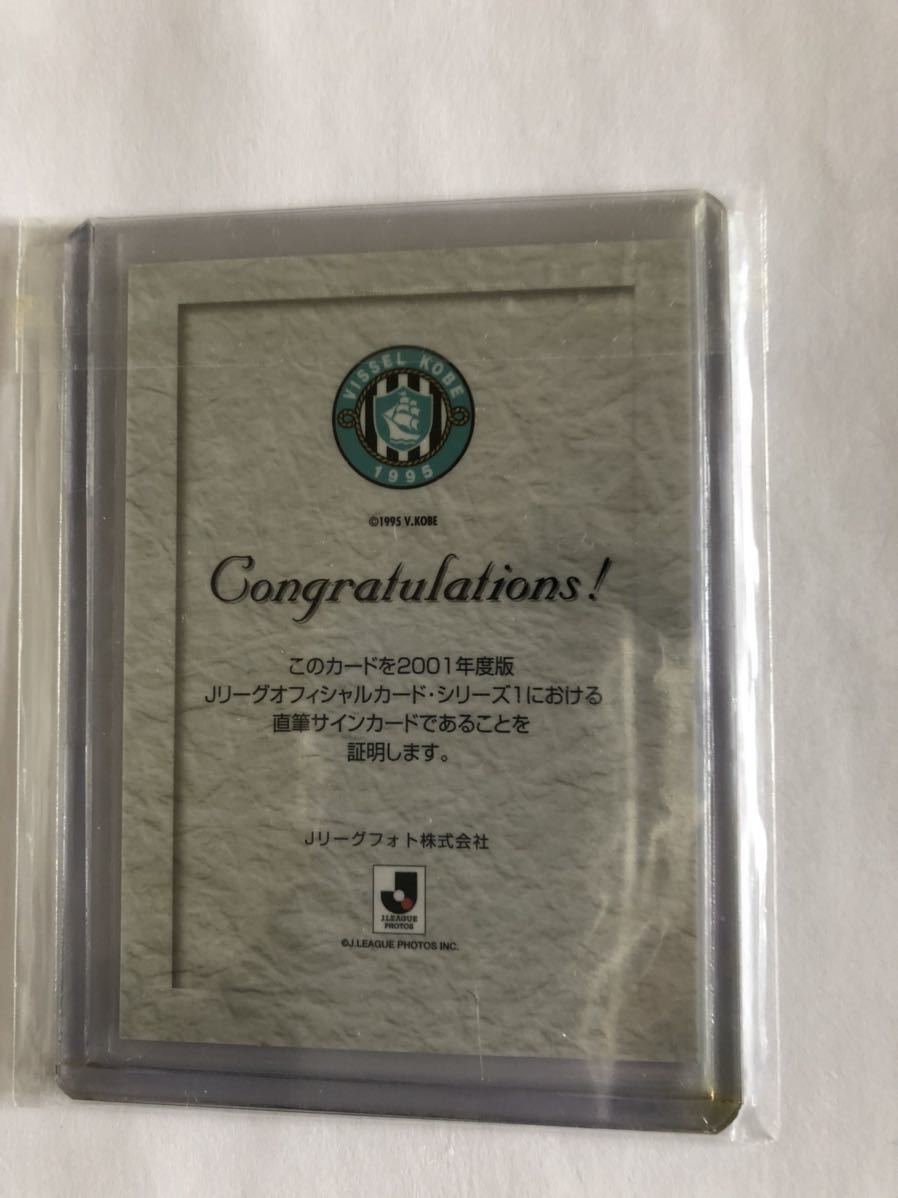 VISSEL KOBE
1995
©1995 V.KOBE
Congratulations!
このカードを2001年度版
Jリーグオフィシャルカード・シリーズ1における
直筆サインカードであることを
証明します。
Jリーグフォト株式会社
J.LEAGUE
PHOTOS
©J.LEAGUE PHOTOS INC.